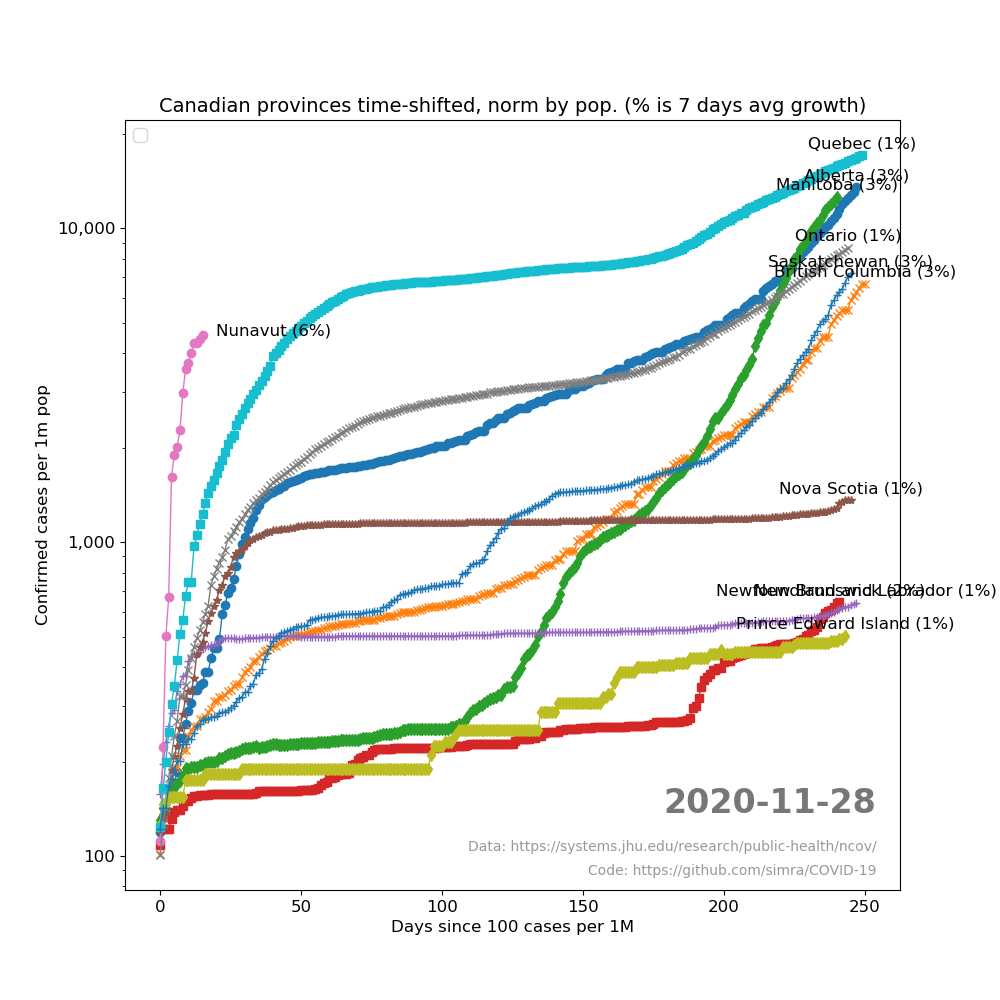 Canadian provinces time-shifted, norm by pop. (% is 7 days avg growth)
Quebec (1%)
Alberta (3%)
Manitoba (3%)
Ontario (1%)
Saskatchewan (3%)
British Columbia (3%)
Nunavut (6%)
Nova Scotia (1%)
New Brunswick (2%)
Newfoundland and Labrador (1%)
Prince Edward Island (1%)
10,000
1,000
100
Confirmed cases per 1m pop
2020-11-28
Data: https://systems.jhu.edu/research/public-health/ncov/
Code: https://github.com/simra/COVID-19
0 50 100 150 200 250
Days since 100 cases per 1M